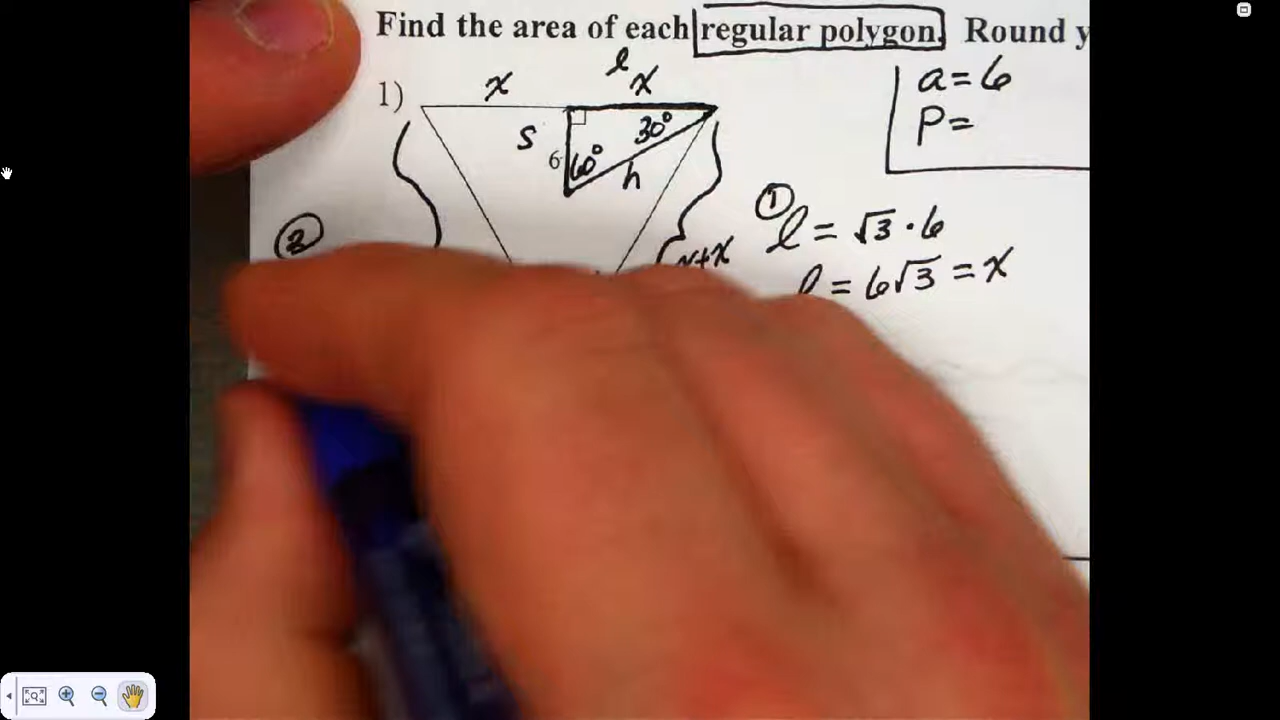 Find the area of each regular polygon. Round y
a = 6
P =
1) x l x
S 6 60° 30° h
① l = √3 · 6
② x + x
l = 6√3 = x